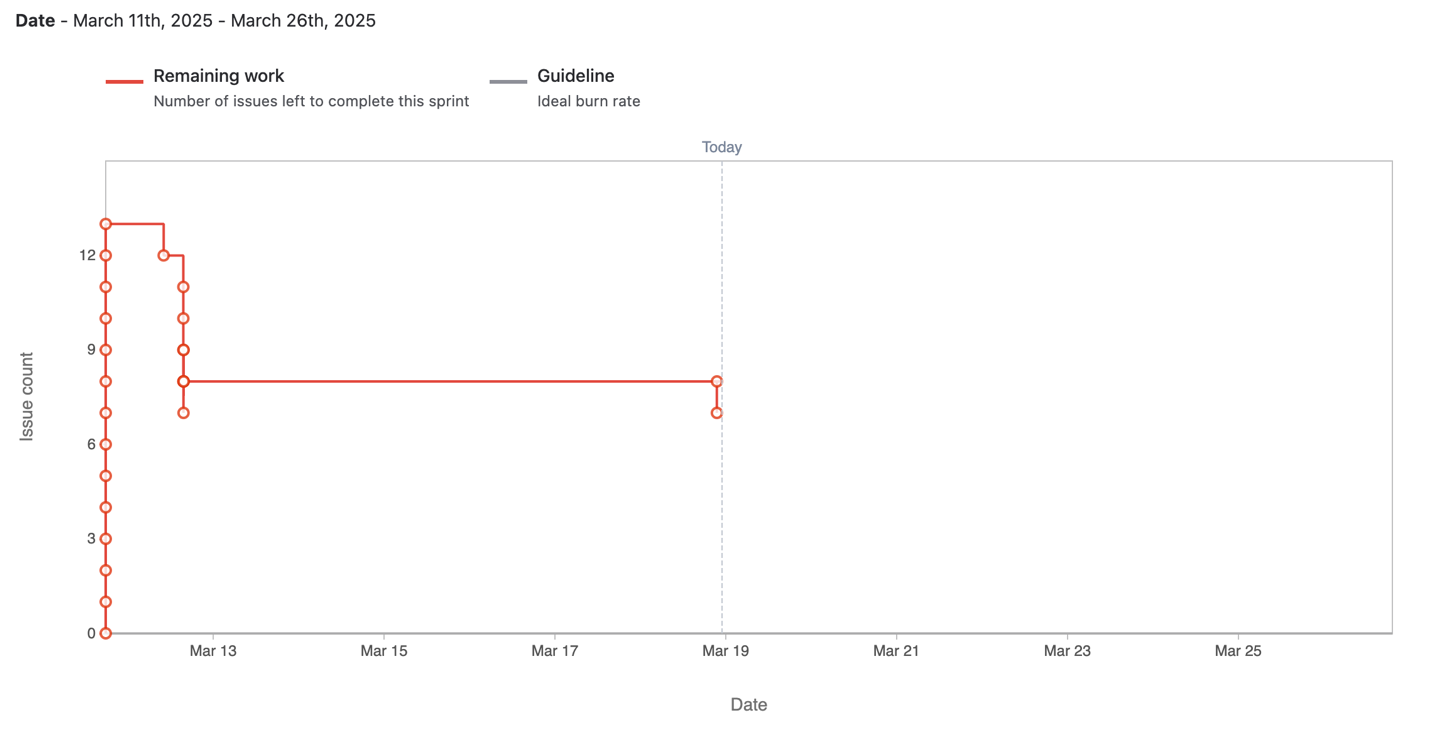 Date - March 11th, 2025 - March 26th, 2025
Remaining work
Number of issues left to complete this sprint
Guideline
Ideal burn rate
Today
Issue count
12
9
6
3
0
Mar 13 Mar 15 Mar 17 Mar 19 Mar 21 Mar 23 Mar 25
Date